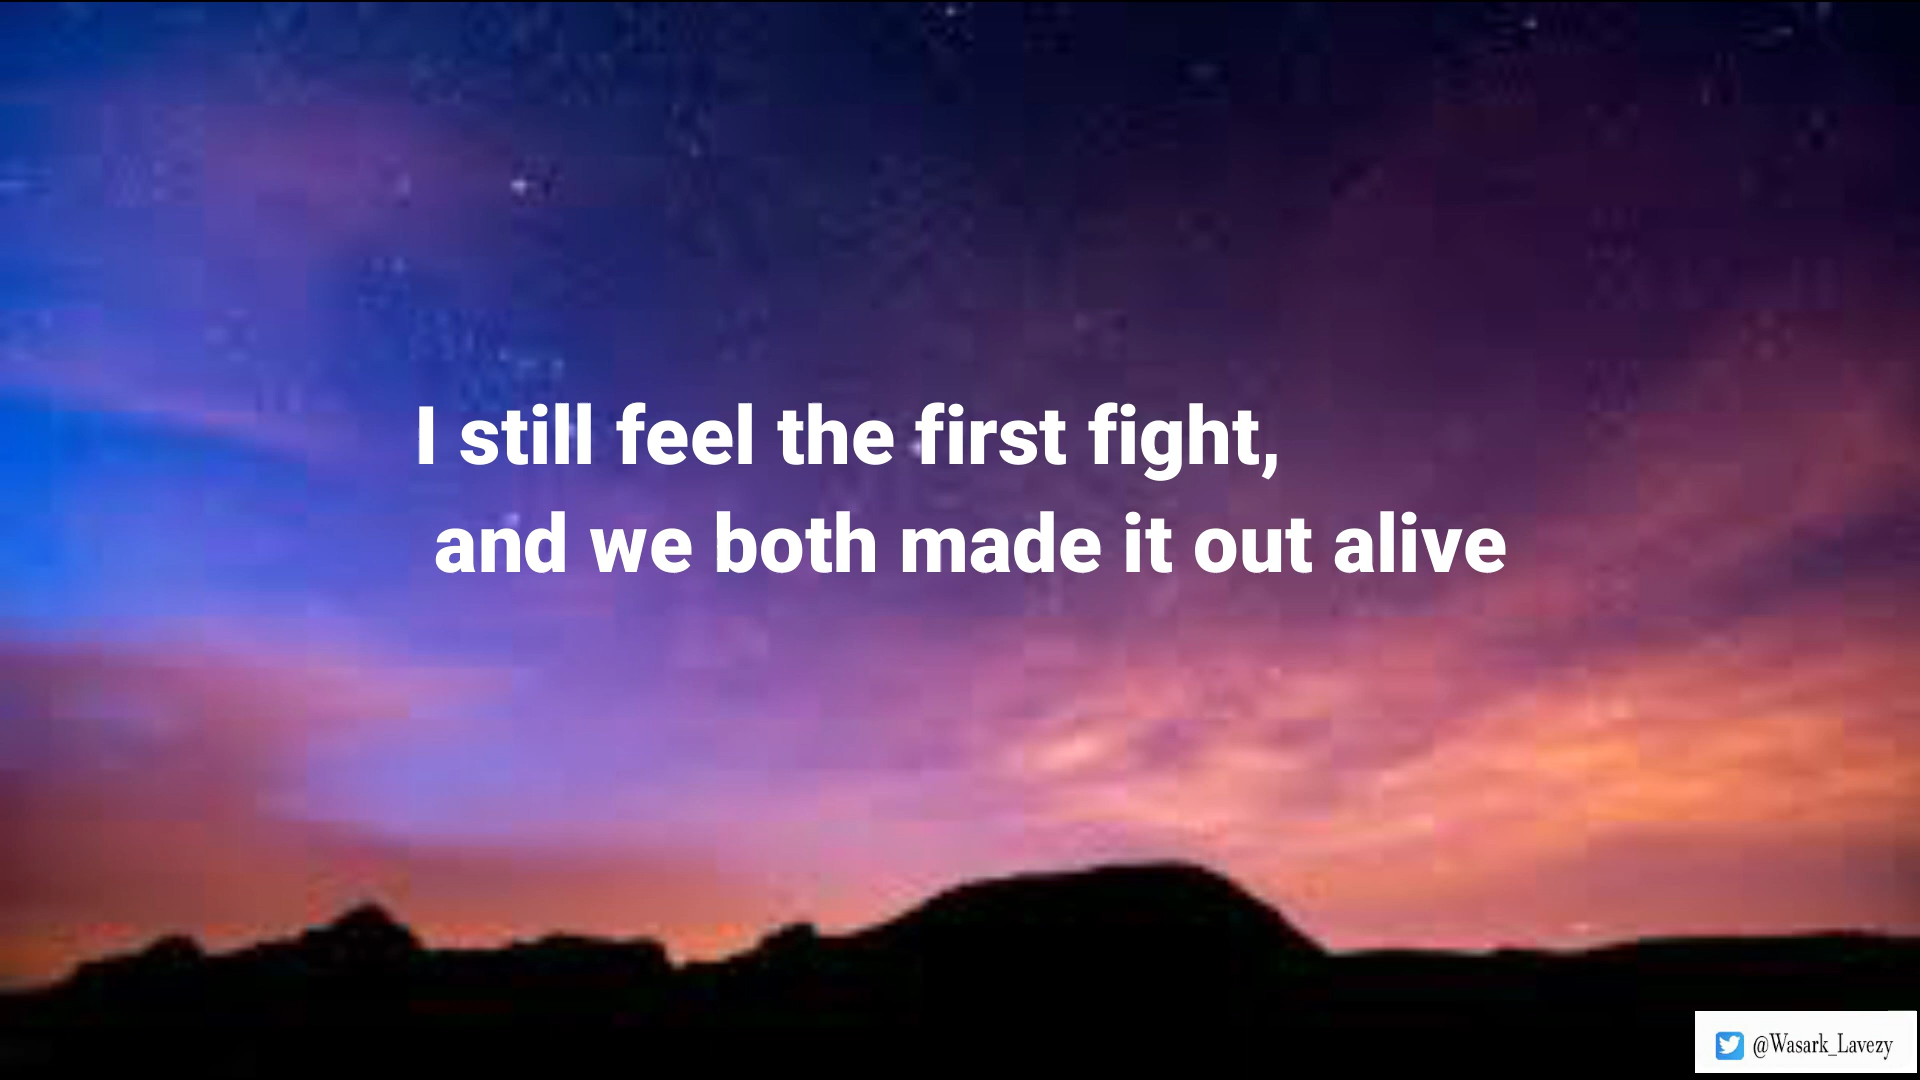 I still feel the first fight,
and we both made it out alive
@Wasark_Lavezy